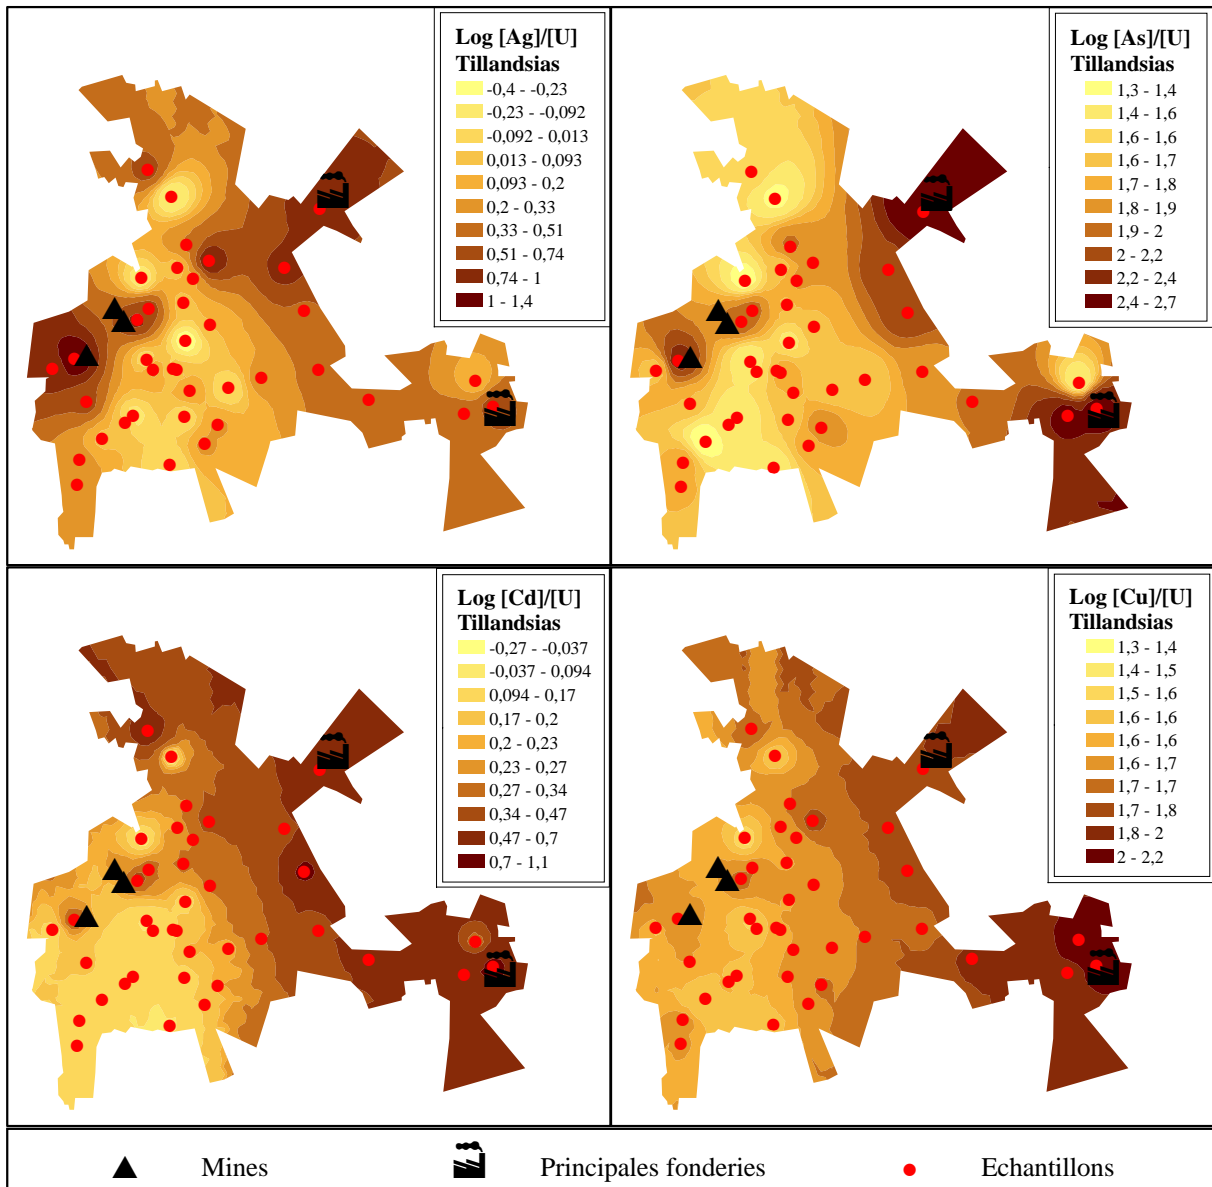 Log [Ag]/[U]
Tillandsias
-0,4 - -0,23
-0,23 - -0,092
-0,092 - 0,013
0,013 - 0,093
0,093 - 0,2
0,2 - 0,33
0,33 - 0,51
0,51 - 0,74
0,74 - 1
1 - 1,4
Log [As]/[U]
Tillandsias
1,3 - 1,4
1,4 - 1,6
1,6 - 1,6
1,6 - 1,7
1,7 - 1,8
1,8 - 1,9
1,9 - 2
2 - 2,2
2,2 - 2,4
2,4 - 2,7
Log [Cd]/[U]
Tillandsias
-0,27 - -0,037
-0,037 - 0,094
0,094 - 0,17
0,17 - 0,2
0,2 - 0,23
0,23 - 0,27
0,27 - 0,34
0,34 - 0,47
0,47 - 0,7
0,7 - 1,1
Log [Cu]/[U]
Tillandsias
1,3 - 1,4
1,4 - 1,5
1,5 - 1,6
1,6 - 1,6
1,6 - 1,6
1,6 - 1,7
1,7 - 1,7
1,7 - 1,8
1,8 - 2
2 - 2,2
Mines
Principales fonderies
Echantillons